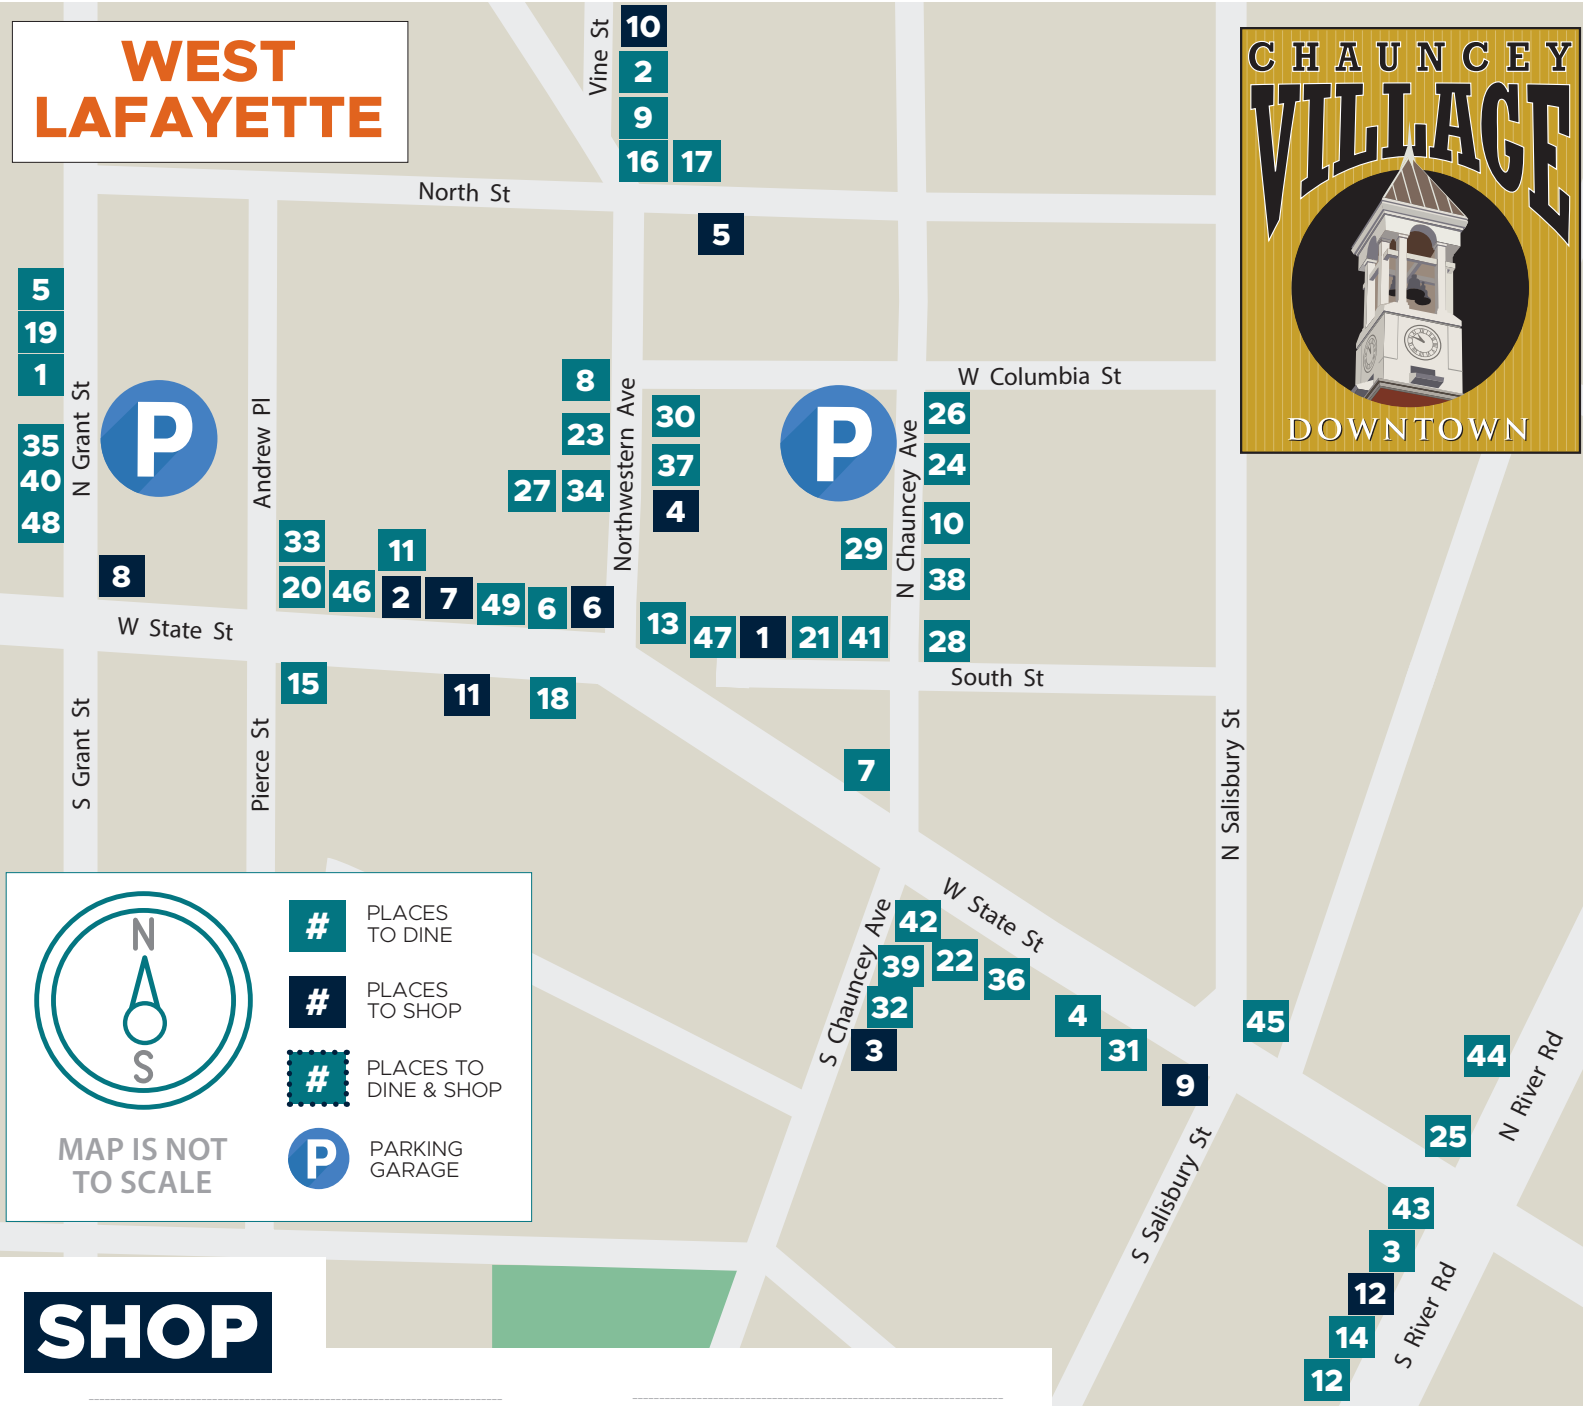 WEST
LAFAYETTE
CHAUNCEY
VILLAGE
DOWNTOWN
Vine St
10
2
9
16 17
North St
5
5
19
1
35
40
48
N Grant St
P
Andrew Pl
8
23
27 34
Northwestern Ave
30
37
4
P
W Columbia St
N Chauncey Ave
26
24
10
38
28
29
8
33
11
20 46 2 7 49 6 6
13 47 1 21 41
W State St
South St
15
11
18
S Grant St
Pierce St
7
N Salisbury St
W State St
S Chauncey Ave
42
39 22 36
32
3
4
31
9
45
44
25
N River Rd
S Salisbury St
43
3
12
14
12
S River Rd
N
S
MAP IS NOT
TO SCALE
# PLACES
TO DINE
# PLACES
TO SHOP
# PLACES TO
DINE & SHOP
P PARKING
GARAGE
SHOP